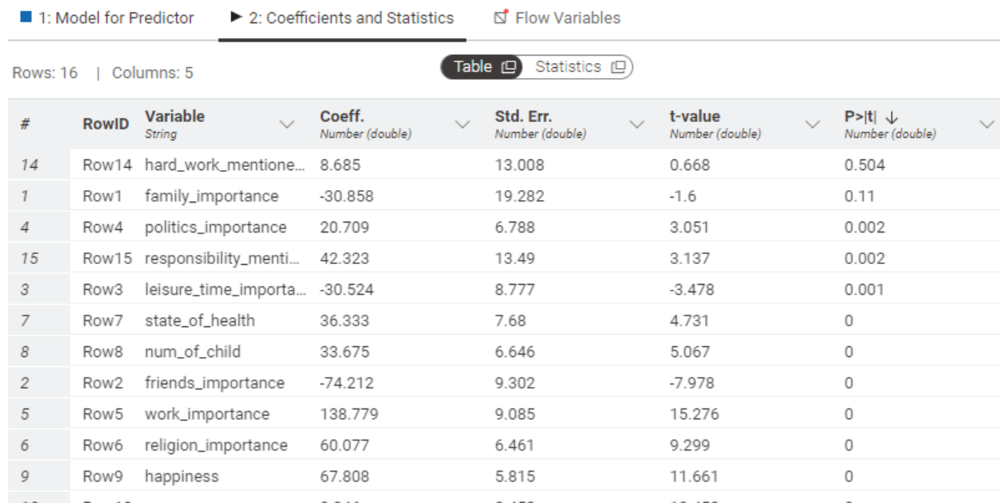 1: Model for Predictor 2: Coefficients and Statistics Flow Variables
Rows: 16 | Columns: 5 Table Statistics
# RowID Variable Coeff. Std. Err. t-value P>|t|
String Number (double) Number (double) Number (double) Number (double)
14 Row14 hard_work_mentione... 8.685 13.008 0.668 0.504
1 Row1 family_importance -30.858 19.282 -1.6 0.11
4 Row4 politics_importance 20.709 6.788 3.051 0.002
15 Row15 responsibility_menti... 42.323 13.49 3.137 0.002
3 Row3 leisure_time_importa... -30.524 8.777 -3.478 0.001
7 Row7 state_of_health 36.333 7.68 4.731 0
8 Row8 num_of_child 33.675 6.646 5.067 0
2 Row2 friends_importance -74.212 9.302 -7.978 0
5 Row5 work_importance 138.779 9.085 15.276 0
6 Row6 religion_importance 60.077 6.461 9.299 0
9 Row9 happiness 67.808 5.815 11.661 0